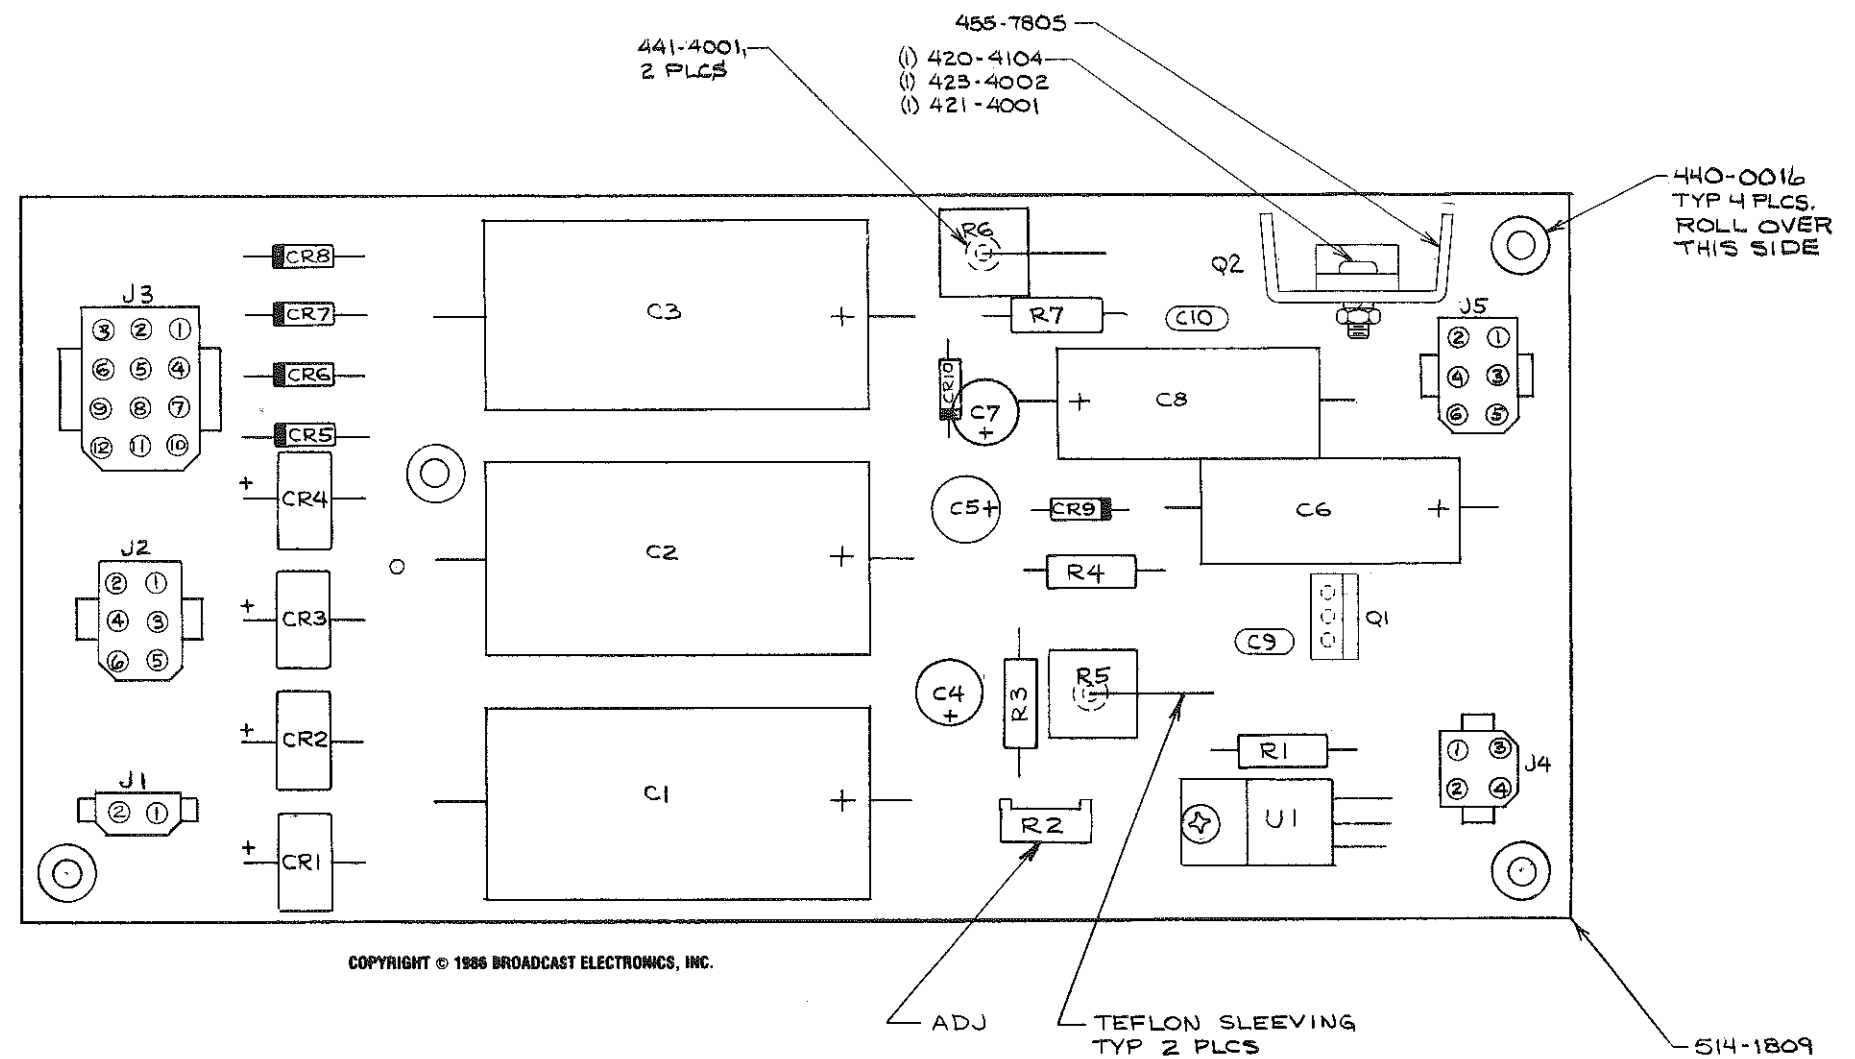 455-7805
441-4001,
2 PLCS
(1) 420-4104
(1) 423-4002
(1) 421-4001
440-0016
TYP 4 PLCS.
ROLL OVER
THIS SIDE
CR8
CR7
CR6
CR5
CR4
+
CR3
+
CR2
+
CR1
+
J3
3 2 1
6 5 4
9 8 7
12 11 10
J2
2 1
4 3
6 5
J1
2 1
C3 +
C2 +
C1 +
R6
R7
C10
Q2
J5
2 1
4 3
6 5
CR10
C7
+
+ C8
C5+
CR9
C6 +
R4
Q1
C9
C4
+
R3
R5
R1
J4
1 3
2 4
R2
U1
COPYRIGHT © 1986 BROADCAST ELECTRONICS, INC.
ADJ
TEFLON SLEEVING
TYP 2 PLCS
514-1809